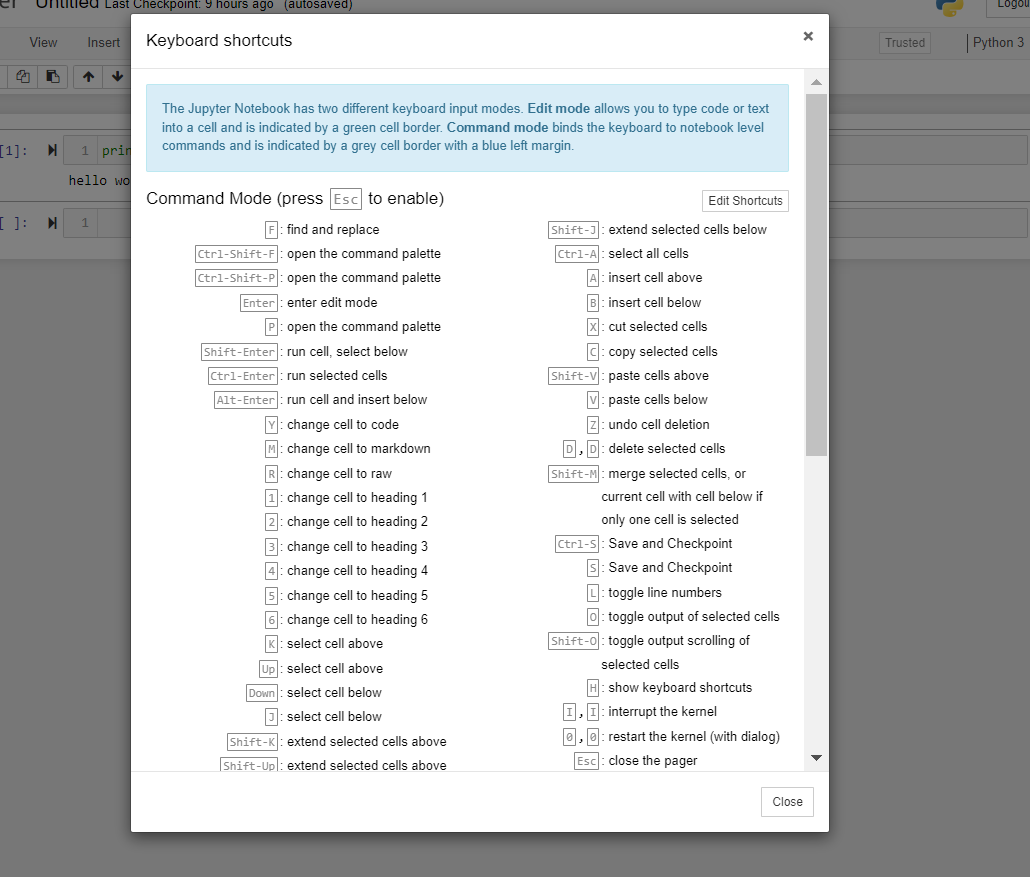 Untitled Last Checkpoint: 9 hours ago (autosaved)
View Insert Trusted Python 3
Keyboard shortcuts ×
The Jupyter Notebook has two different keyboard input modes. Edit mode allows you to type code or text
into a cell and is indicated by a green cell border. Command mode binds the keyboard to notebook level
commands and is indicated by a grey cell border with a blue left margin.
[1]: 1
hello
[ ]: 1
Command Mode (press Esc to enable)
Edit Shortcuts
F : find and replace
Ctrl-Shift-F : open the command palette
Ctrl-Shift-P : open the command palette
Enter : enter edit mode
P : open the command palette
Shift-Enter : run cell, select below
Ctrl-Enter : run selected cells
Alt-Enter : run cell and insert below
Y : change cell to code
M : change cell to markdown
R : change cell to raw
1 : change cell to heading 1
2 : change cell to heading 2
3 : change cell to heading 3
4 : change cell to heading 4
5 : change cell to heading 5
6 : change cell to heading 6
K : select cell above
Up : select cell above
Down : select cell below
J : select cell below
Shift-K : extend selected cells above
Shift-Up : extend selected cells above
Shift-J : extend selected cells below
Ctrl-A : select all cells
A : insert cell above
B : insert cell below
X : cut selected cells
C : copy selected cells
Shift-V : paste cells above
V : paste cells below
Z : undo cell deletion
D , D : delete selected cells
Shift-M : merge selected cells, or
current cell with cell below if
only one cell is selected
Ctrl-S : Save and Checkpoint
S : Save and Checkpoint
L : toggle line numbers
O : toggle output of selected cells
Shift-O : toggle output scrolling of
selected cells
H : show keyboard shortcuts
I , I : interrupt the kernel
0 , 0 : restart the kernel (with dialog)
Esc : close the pager
Close